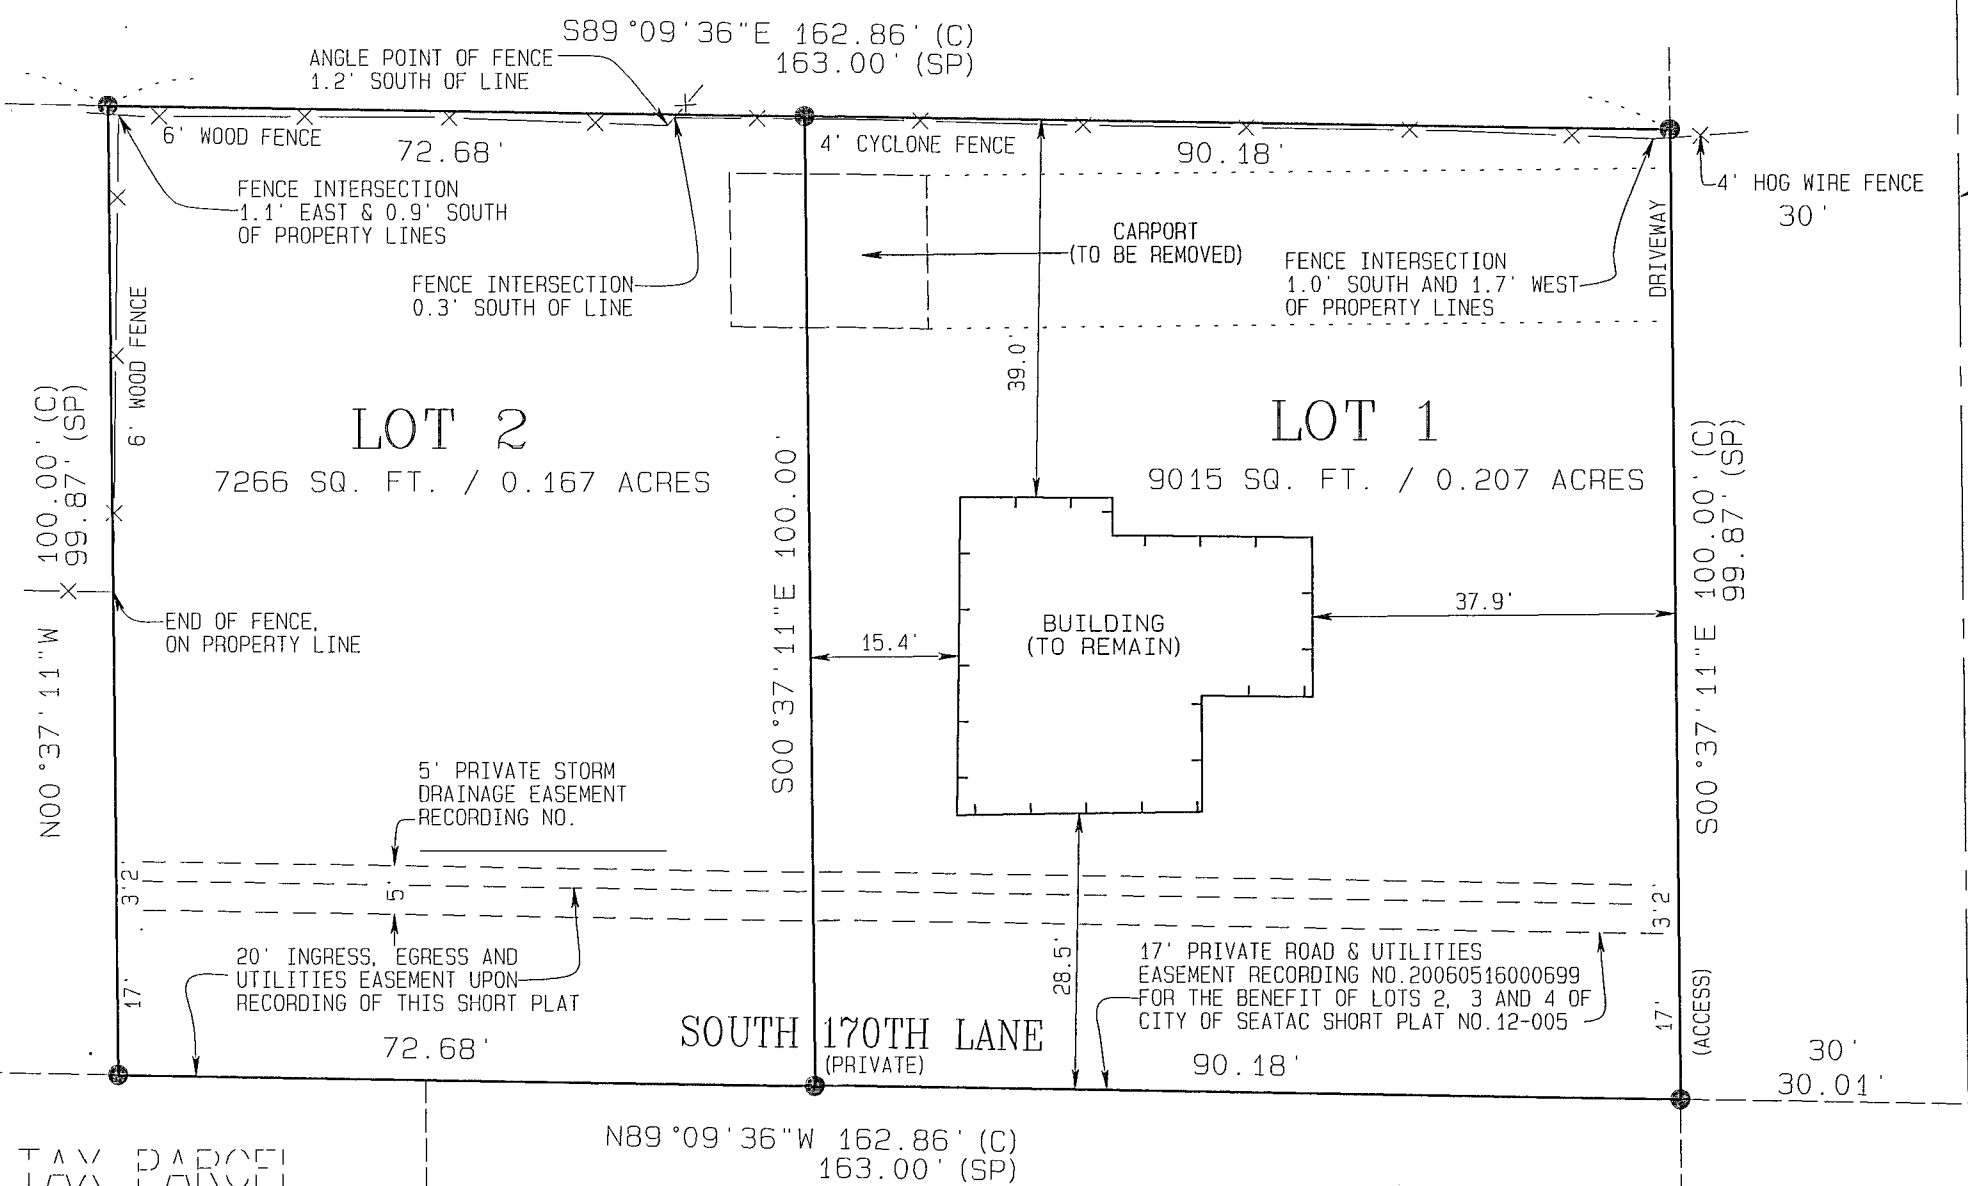 S89°09'36"E 162.86' (C)
163.00' (SP)
ANGLE POINT OF FENCE
1.2' SOUTH OF LINE
6' WOOD FENCE
72.68'
4' CYCLONE FENCE
90.18'
4' HOG WIRE FENCE
30'
FENCE INTERSECTION
1.1' EAST & 0.9' SOUTH
OF PROPERTY LINES
CARPORT
(TO BE REMOVED)
FENCE INTERSECTION
0.3' SOUTH OF LINE
FENCE INTERSECTION
1.0' SOUTH AND 1.7' WEST
OF PROPERTY LINES
DRIVEWAY
6' WOOD FENCE
39.0'
N00°37'11"W 100.00' (C)
99.87' (SP)
LOT 2
7266 SQ. FT. / 0.167 ACRES
S00°37'11"E 100.00'
LOT 1
9015 SQ. FT. / 0.207 ACRES
S00°37'11"E 100.00' (C)
99.87' (SP)
END OF FENCE,
ON PROPERTY LINE
15.4'
BUILDING
(TO REMAIN)
37.9'
5' PRIVATE STORM
DRAINAGE EASEMENT
RECORDING NO.
3'2'
5'
3'2'
20' INGRESS, EGRESS AND
UTILITIES EASEMENT UPON
RECORDING OF THIS SHORT PLAT
17'
28.5'
17' PRIVATE ROAD & UTILITIES
EASEMENT RECORDING NO.20060516000699
FOR THE BENEFIT OF LOTS 2, 3 AND 4 OF
CITY OF SEATAC SHORT PLAT NO.12-005
17'
(ACCESS)
SOUTH 170TH LANE
(PRIVATE)
72.68'
90.18'
30'
30.01'
N89°09'36"W 162.86' (C)
163.00' (SP)
TAX PARCEL